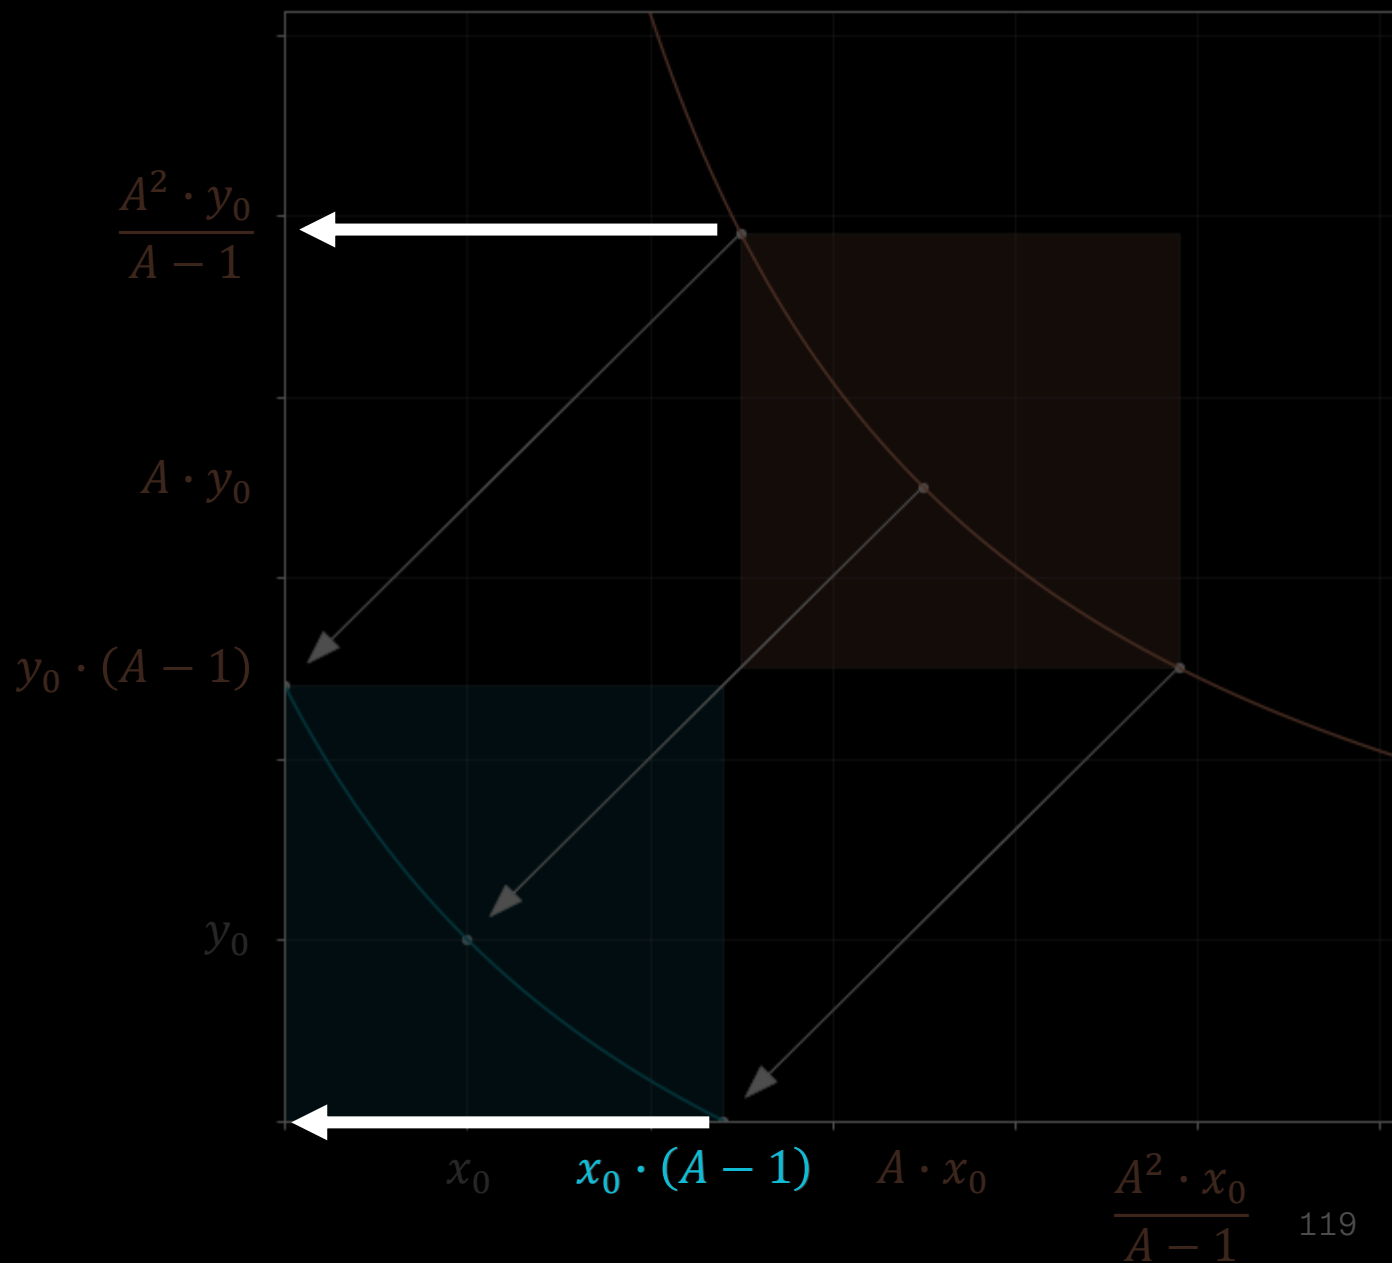 A² · y₀
A − 1
A · y₀
y₀ · (A − 1)
y₀
x₀ x₀ · (A − 1) A · x₀ A² · x₀
A − 1
119